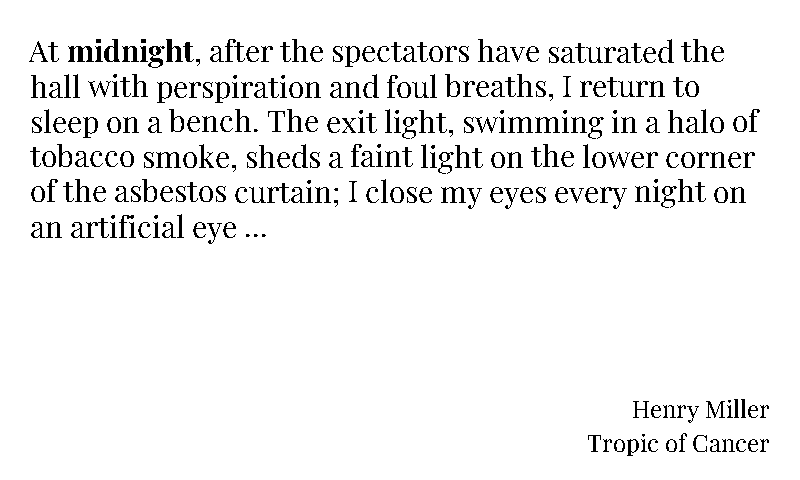 At midnight, after the spectators have saturated the
hall with perspiration and foul breaths, I return to
sleep on a bench. The exit light, swimming in a halo of
tobacco smoke, sheds a faint light on the lower corner
of the asbestos curtain; I close my eyes every night on
an artificial eye ...
Henry Miller
Tropic of Cancer